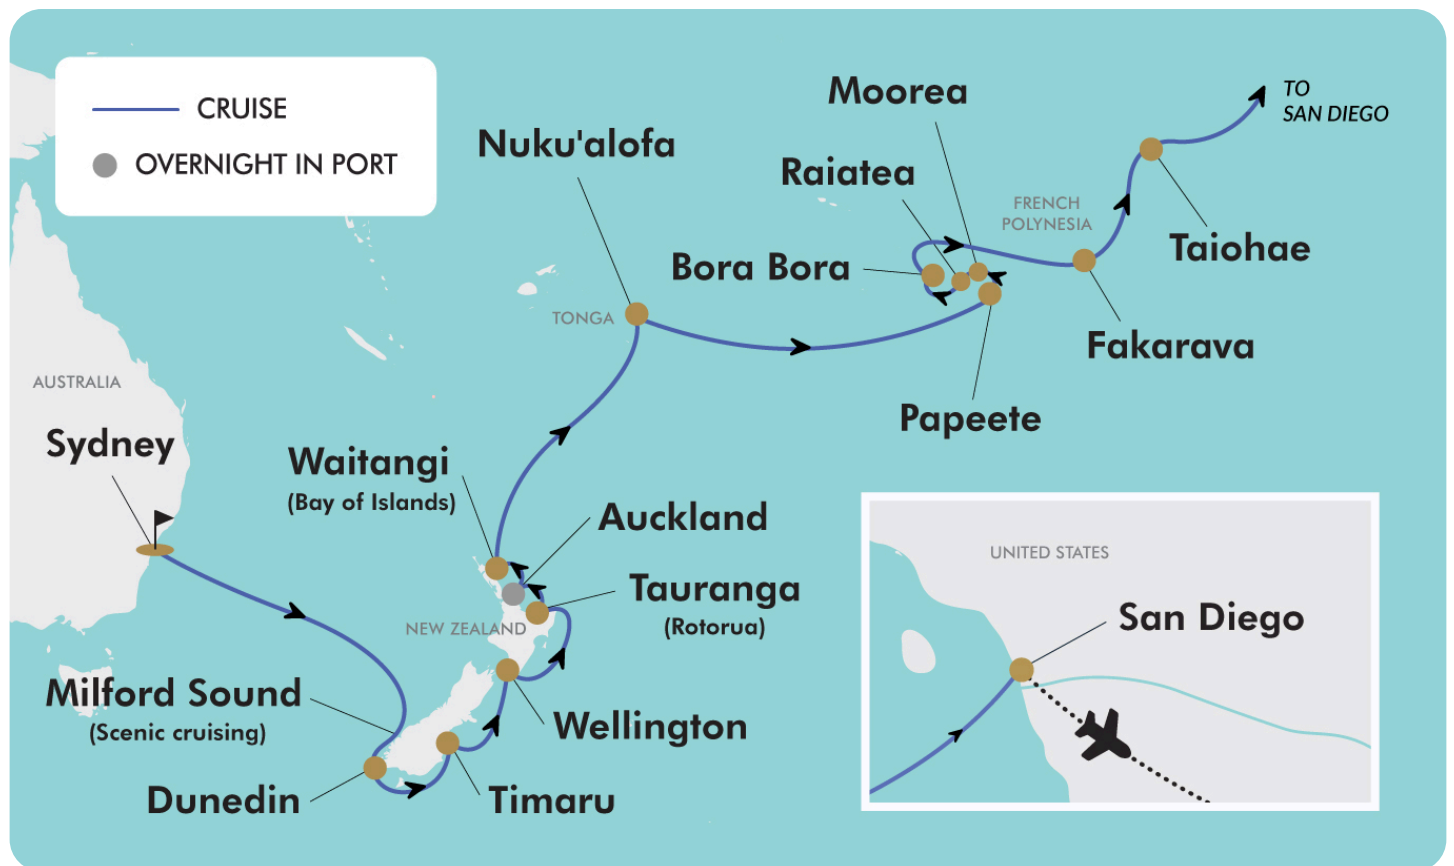 CRUISE
OVERNIGHT IN PORT
Moorea
TO
SAN DIEGO
Nuku'alofa
Raiatea
FRENCH
POLYNESIA
Taiohae
Bora Bora
TONGA
Fakarava
AUSTRALIA
Papeete
Sydney
Waitangi
(Bay of Islands)
Auckland
UNITED STATES
Tauranga
(Rotorua)
NEW ZEALAND
San Diego
Milford Sound
(Scenic cruising)
Wellington
Dunedin
Timaru